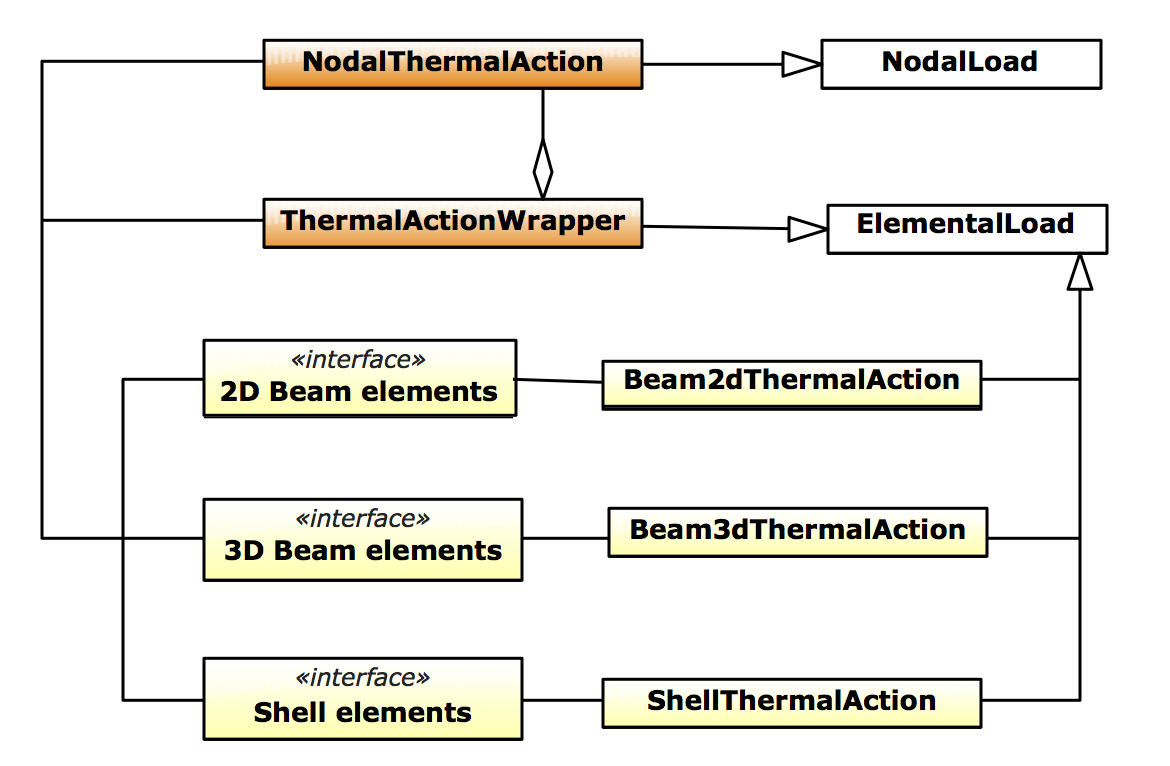 NodalThermalAction
NodalLoad
ThermalActionWrapper
ElementalLoad
«interface»
2D Beam elements
Beam2dThermalAction
«interface»
3D Beam elements
Beam3dThermalAction
«interface»
Shell elements
ShellThermalAction